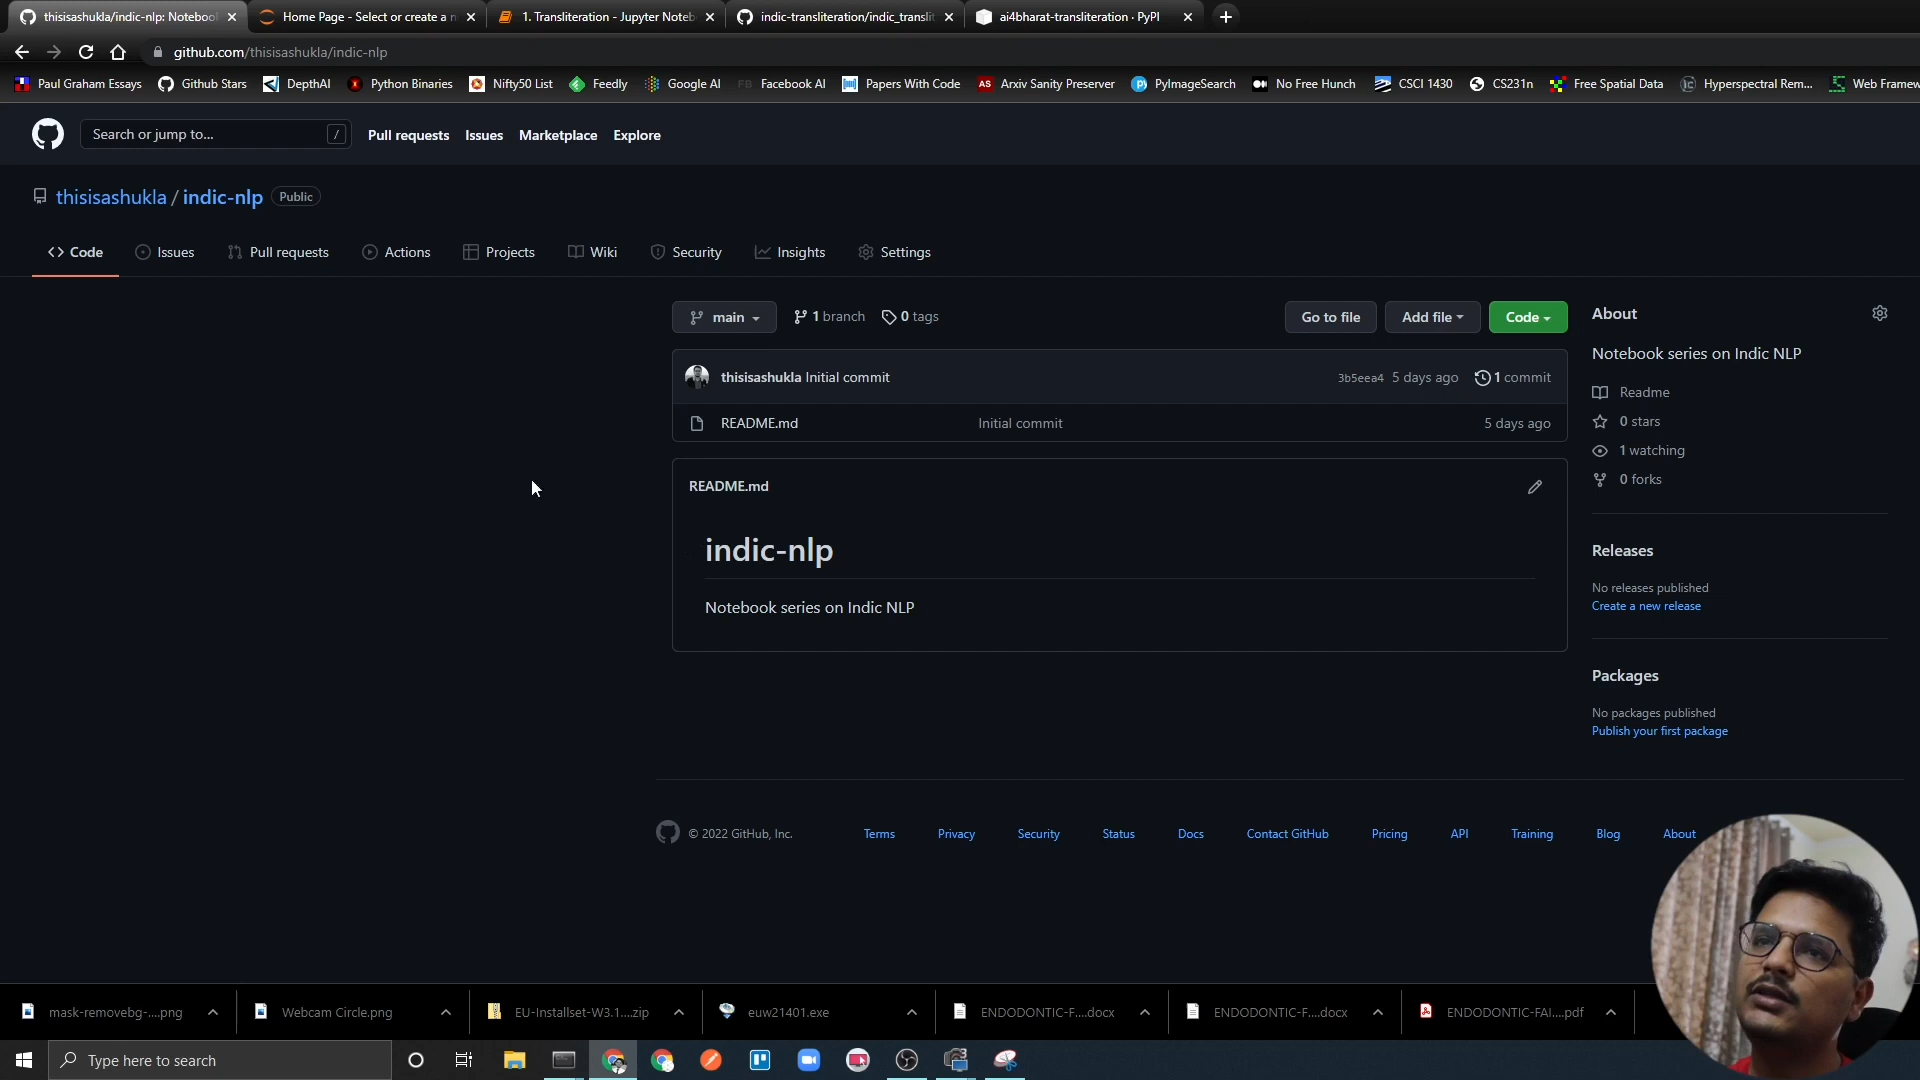 thisisashukla/indic-nlp: Noteboo
Home Page - Select or create a n
1. Transliteration - Jupyter Noteb
indic-transliteration/indic_translit
ai4bharat-transliteration · PyPI
github.com/thisisashukla/indic-nlp
Paul Graham Essays
Github Stars
DepthAI
Python Binaries
Nifty50 List
Feedly
Google AI
FB Facebook AI
Papers With Code
AS Arxiv Sanity Preserver
PyImageSearch
No Free Hunch
CSCI 1430
CS231n
Free Spatial Data
Hyperspectral Rem...
Web Framew
Search or jump to...
/
Pull requests
Issues
Marketplace
Explore
thisisashukla / indic-nlp Public
Code
Issues
Pull requests
Actions
Projects
Wiki
Security
Insights
Settings
main
1 branch
0 tags
Go to file
Add file
Code
thisisashukla Initial commit
3b5eea4 5 days ago
1 commit
README.md
Initial commit
5 days ago
README.md
indic-nlp
Notebook series on Indic NLP
About
Notebook series on Indic NLP
Readme
0 stars
1 watching
0 forks
Releases
No releases published
Create a new release
Packages
No packages published
Publish your first package
© 2022 GitHub, Inc.
Terms
Privacy
Security
Status
Docs
Contact GitHub
Pricing
API
Training
Blog
About
mask-removebg-....png
Webcam Circle.png
EU-Installset-W3.1....zip
euw21401.exe
ENDODONTIC-F....docx
ENDODONTIC-F....docx
ENDODONTIC-FAI....pdf
Type here to search